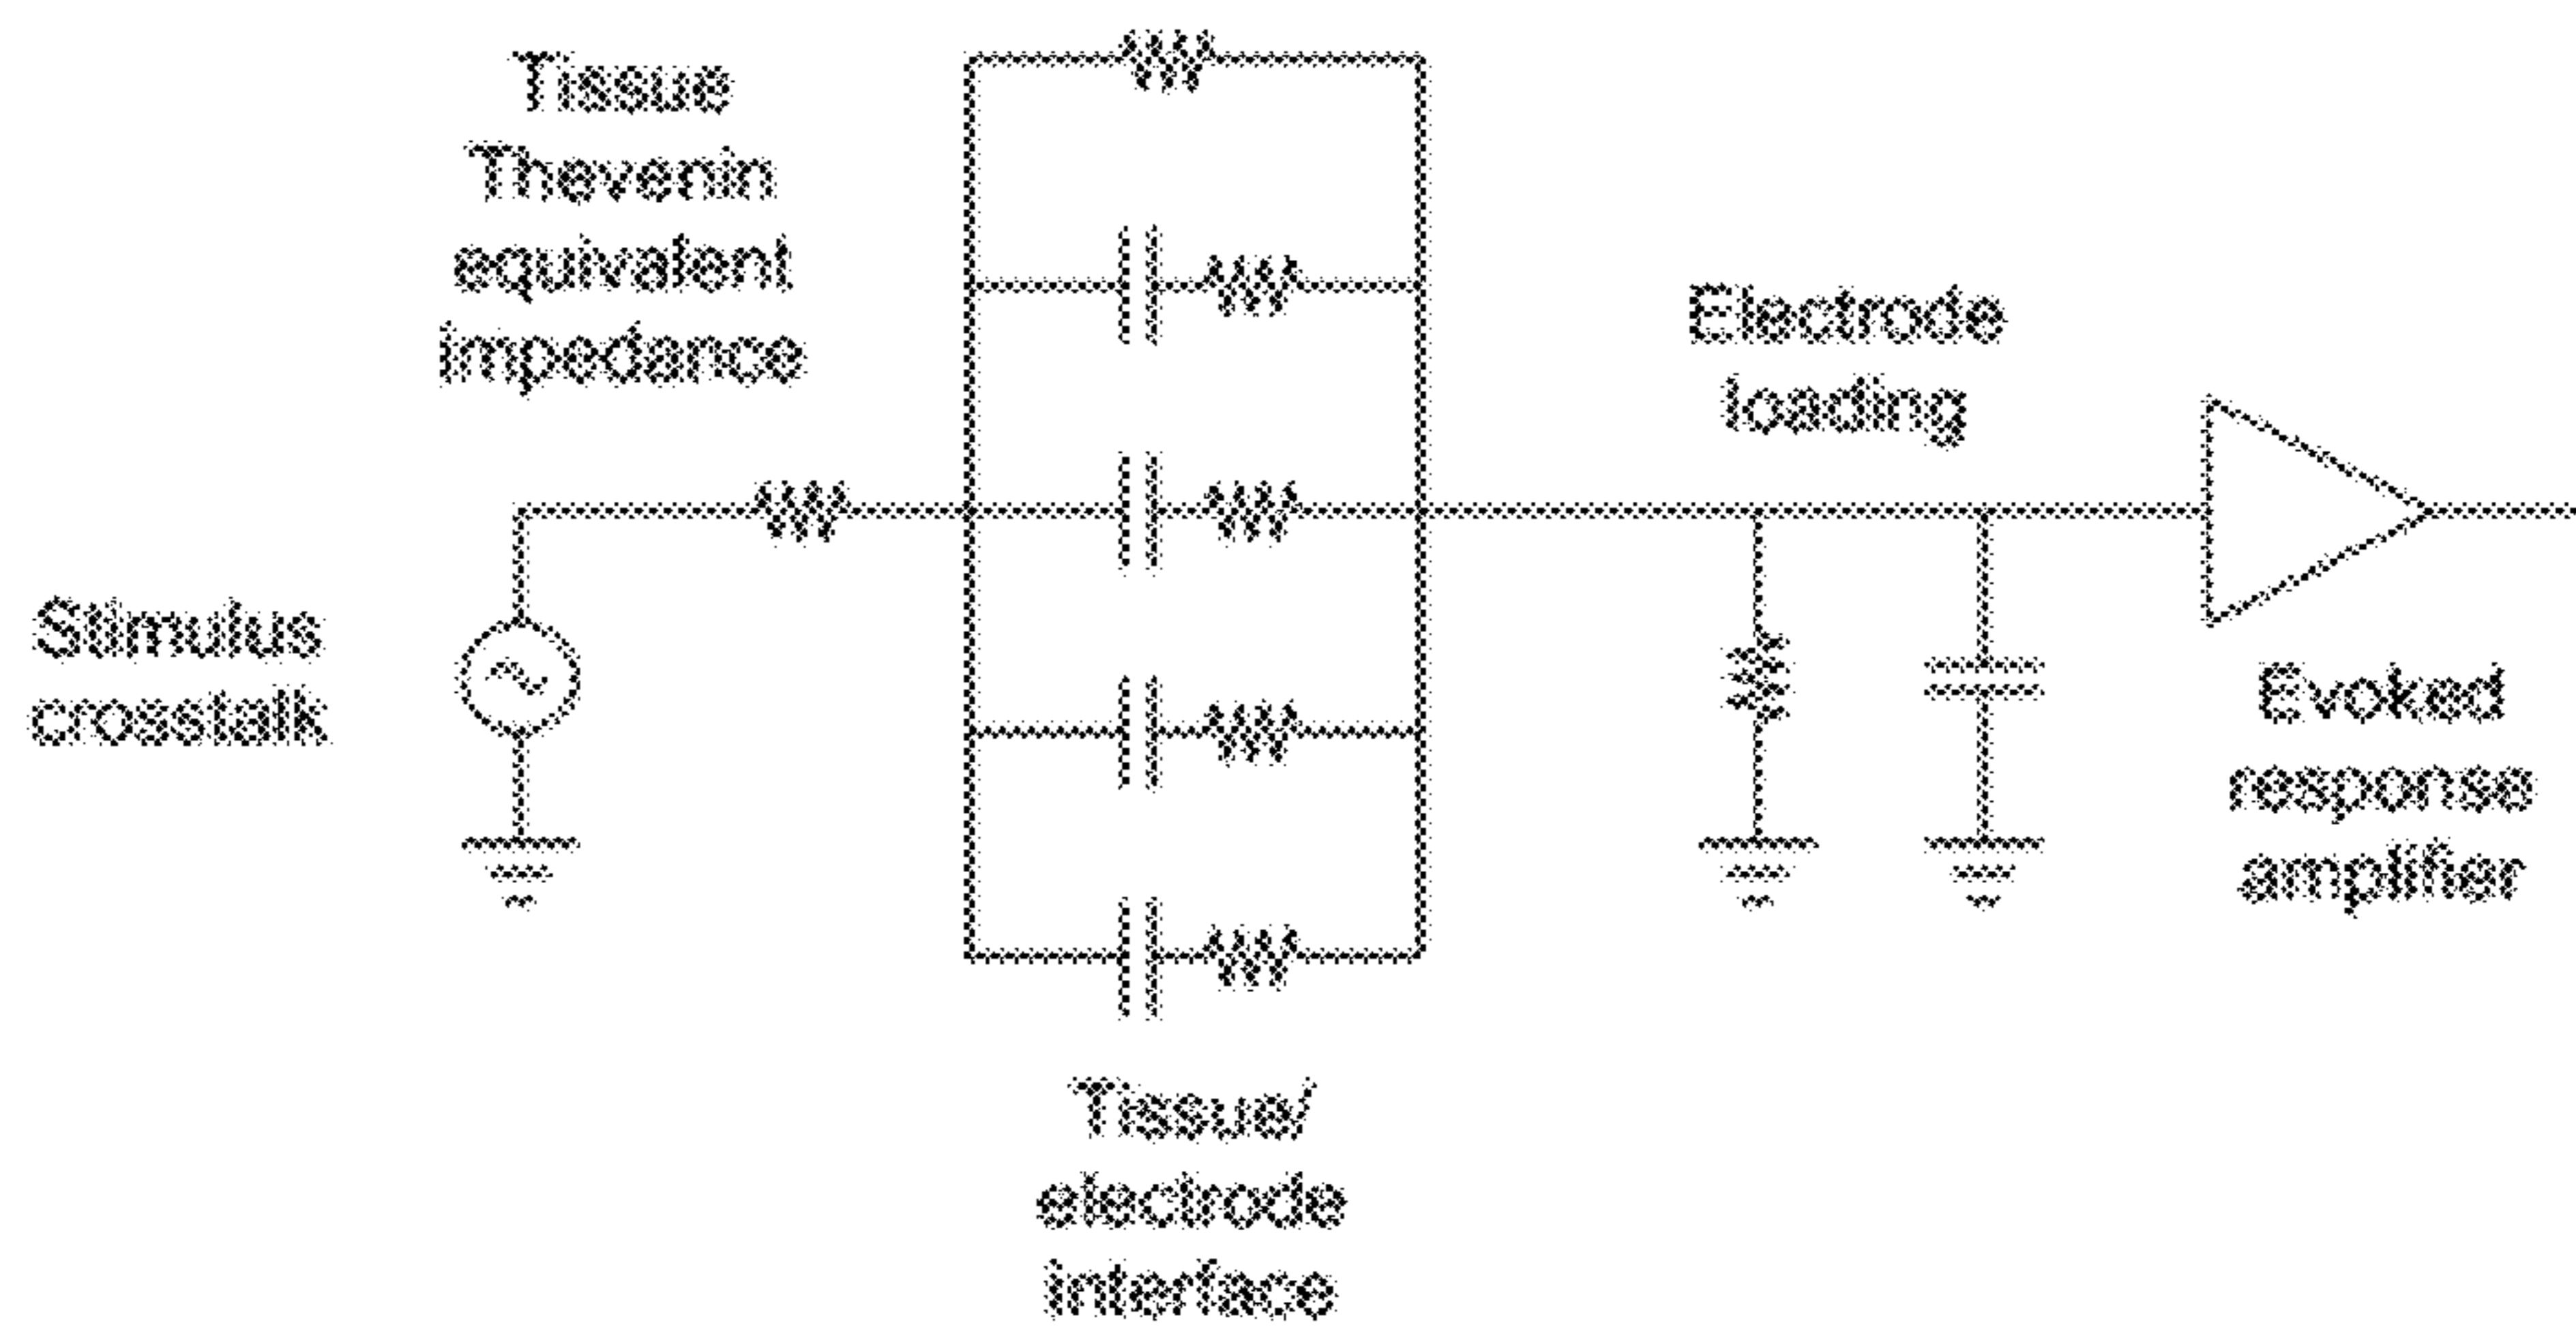 Tissue
Thevenin
equivalent
impedance
Electrode
loading
Stimulus
crosstalk
Evoked
response
amplifier
Tissue/
electrode
interface